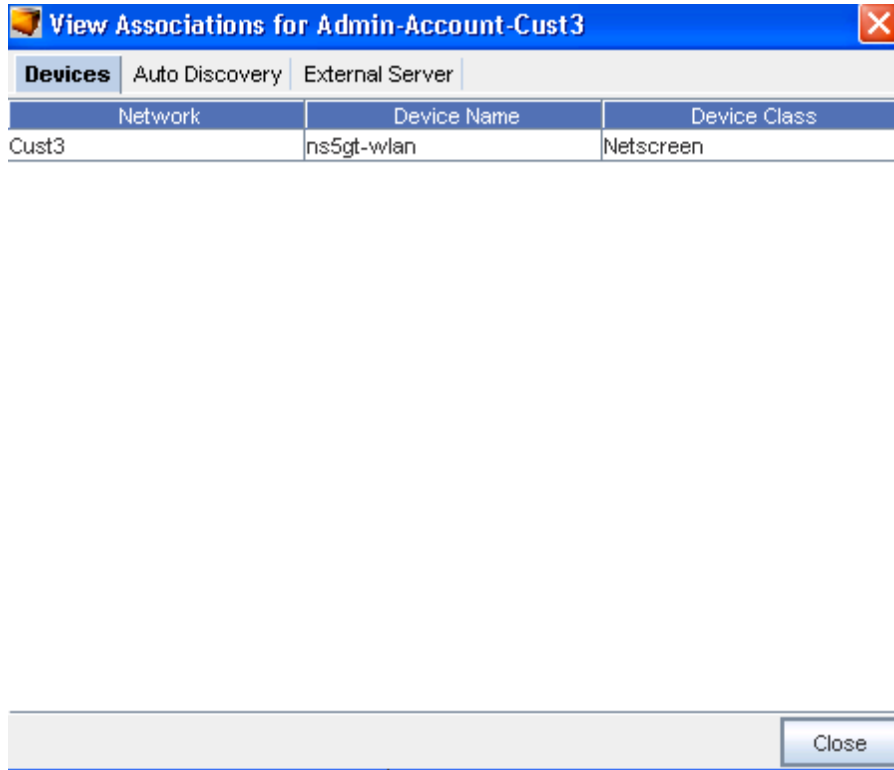 View Associations for Admin-Account-Cust3
Devices Auto Discovery External Server
Network Device Name Device Class
Cust3 ns5gt-wlan Netscreen
Close